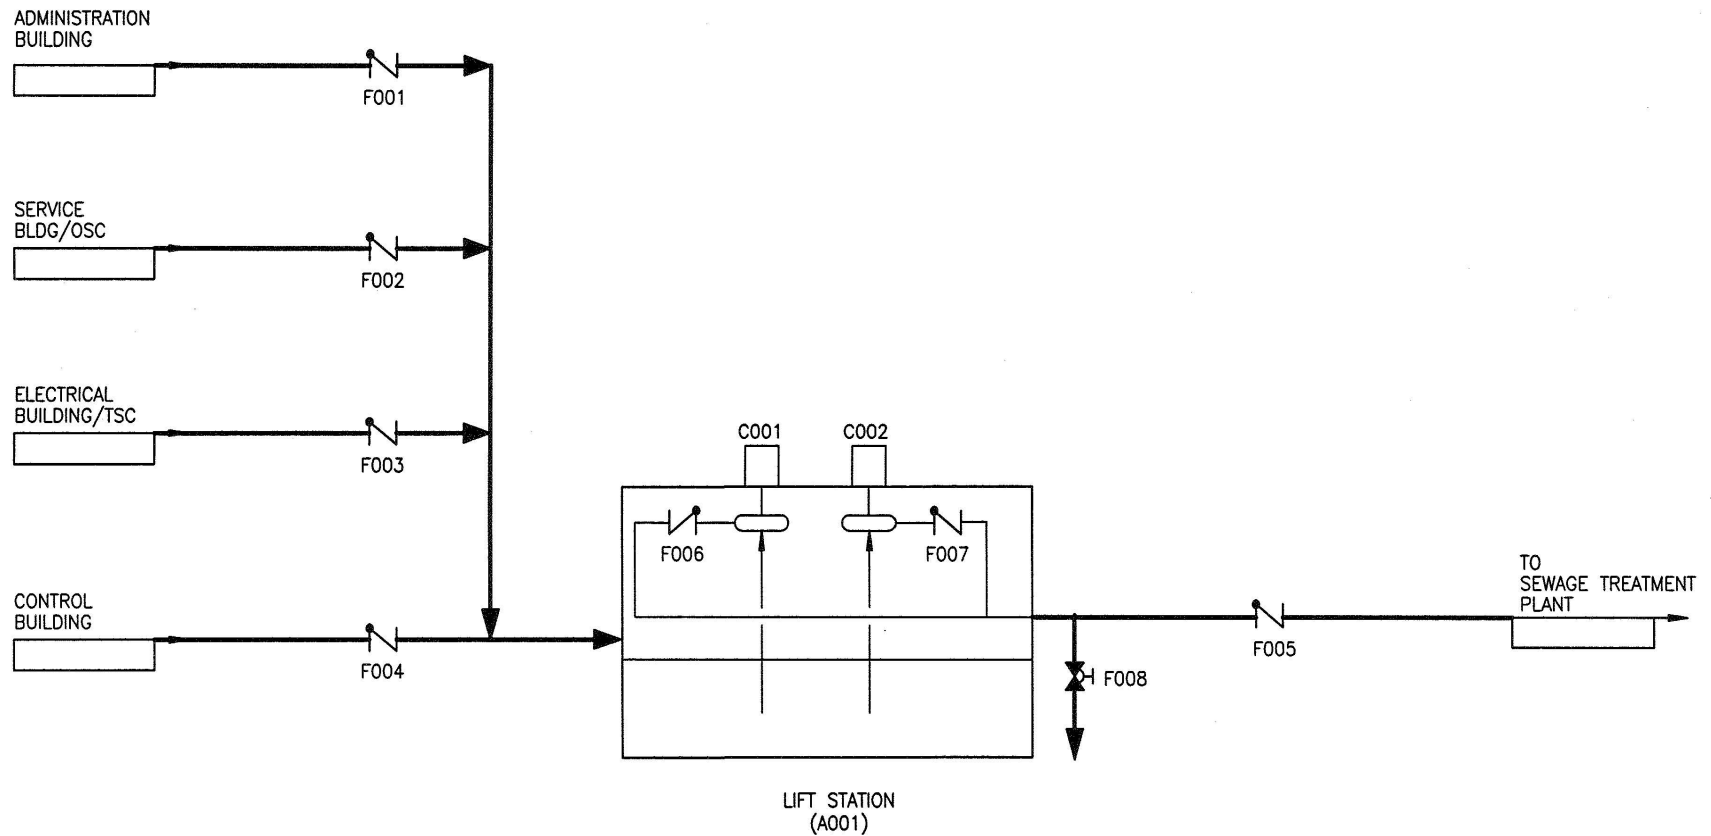 ADMINISTRATION
BUILDING
F001
SERVICE
BLDG/OSC
F002
ELECTRICAL
BUILDING/TSC
F003
C001
C002
F006
F007
CONTROL
BUILDING
F004
TO
SEWAGE TREATMENT
PLANT
F005
F008
LIFT STATION
(A001)